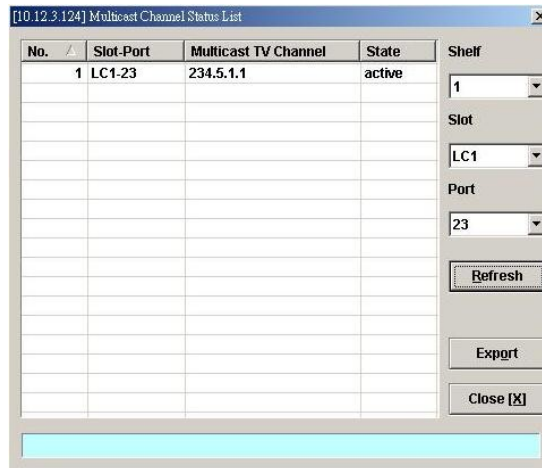 [10.12.3.124] Multicast Channel Status List
No. Slot-Port Multicast TV Channel State
1 LC1-23 234.5.1.1 active
Shelf
1
Slot
LC1
Port
23
Refresh
Export
Close [X]